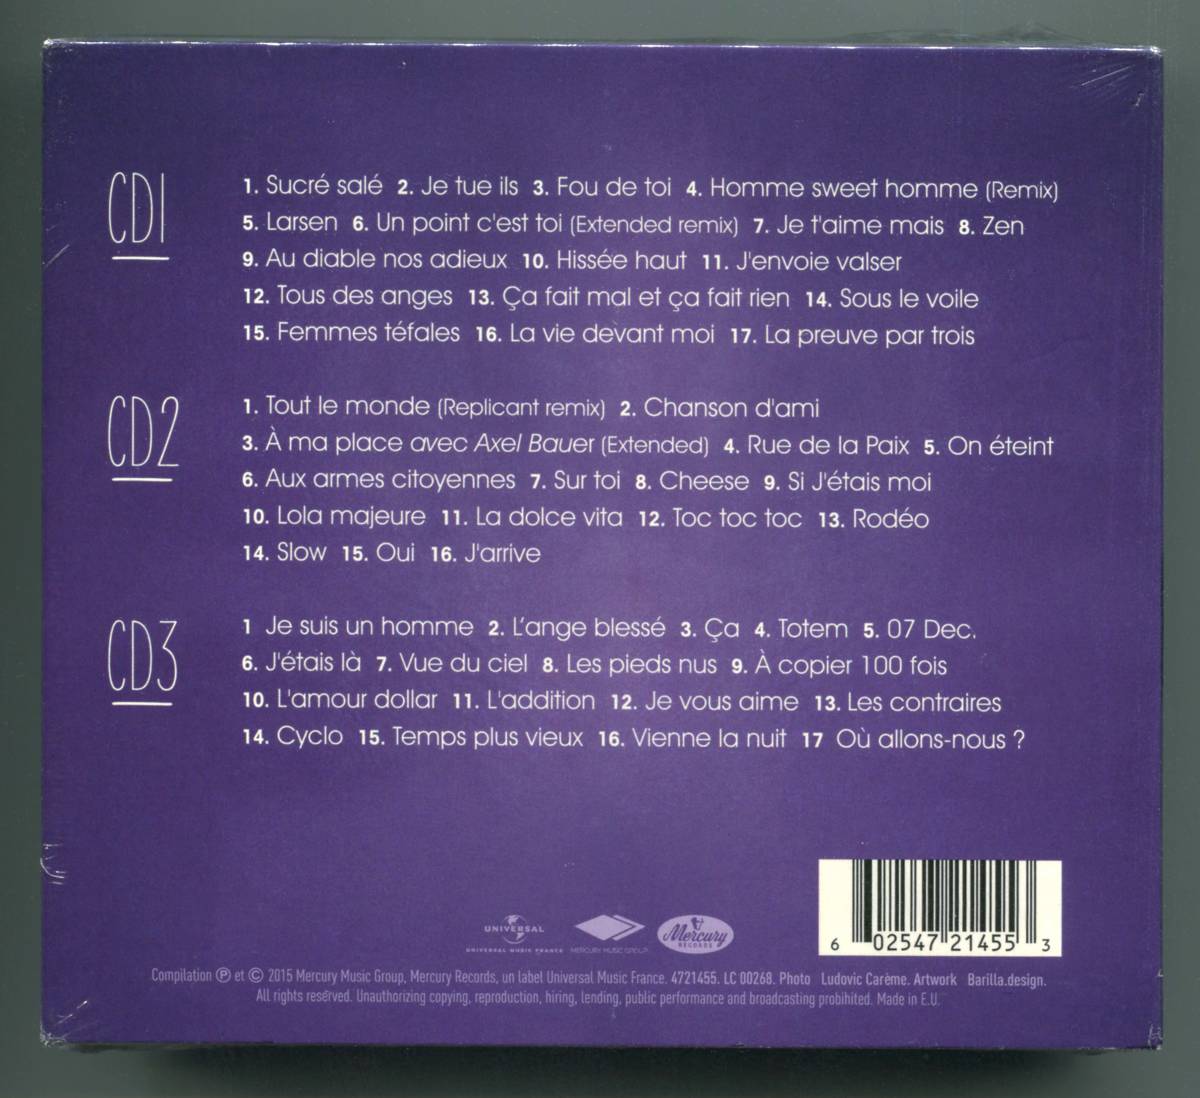 CD1
1. Sucré salé 2. Je tue ils 3. Fou de toi 4. Homme sweet homme (Remix)
5. Larsen 6. Un point c'est toi (Extended remix) 7. Je t'aime mais 8. Zen
9. Au diable nos adieux 10. Hissée haut 11. J'envoie valser
12. Tous des anges 13. Ça fait mal et ça fait rien 14. Sous le voile
15. Femmes téfales 16. La vie devant moi 17. La preuve par trois
CD2
1. Tout le monde (Replicant remix) 2. Chanson d'ami
3. À ma place avec Axel Bauer (Extended) 4. Rue de la Paix 5. On éteint
6. Aux armes citoyennes 7. Sur toi 8. Cheese 9. Si J'étais moi
10. Lola majeure 11. La dolce vita 12. Toc toc toc 13. Rodéo
14. Slow 15. Oui 16. J'arrive
CD3
1 Je suis un homme 2. L'ange blessé 3. Ça 4. Totem 5. 07 Dec.
6. J'étais là 7. Vue du ciel 8. Les pieds nus 9. À copier 100 fois
10. L'amour dollar 11. L'addition 12. Je vous aime 13. Les contraires
14. Cyclo 15. Temps plus vieux 16. Vienne la nuit 17 Où allons-nous ?
UNIVERSAL
UNIVERSAL MUSIC FRANCE
MERCURY MUSIC GROUP
Mercury
RECORDS
6 02547 21455 3
Compilation ℗ et © 2015 Mercury Music Group, Mercury Records, un label Universal Music France. 4721455. LC 00268. Photo Ludovic Carème. Artwork Barilla.design.
All rights reserved. Unauthorizing copying, reproduction, hiring, lending, public performance and broadcasting prohibited. Made in E.U.